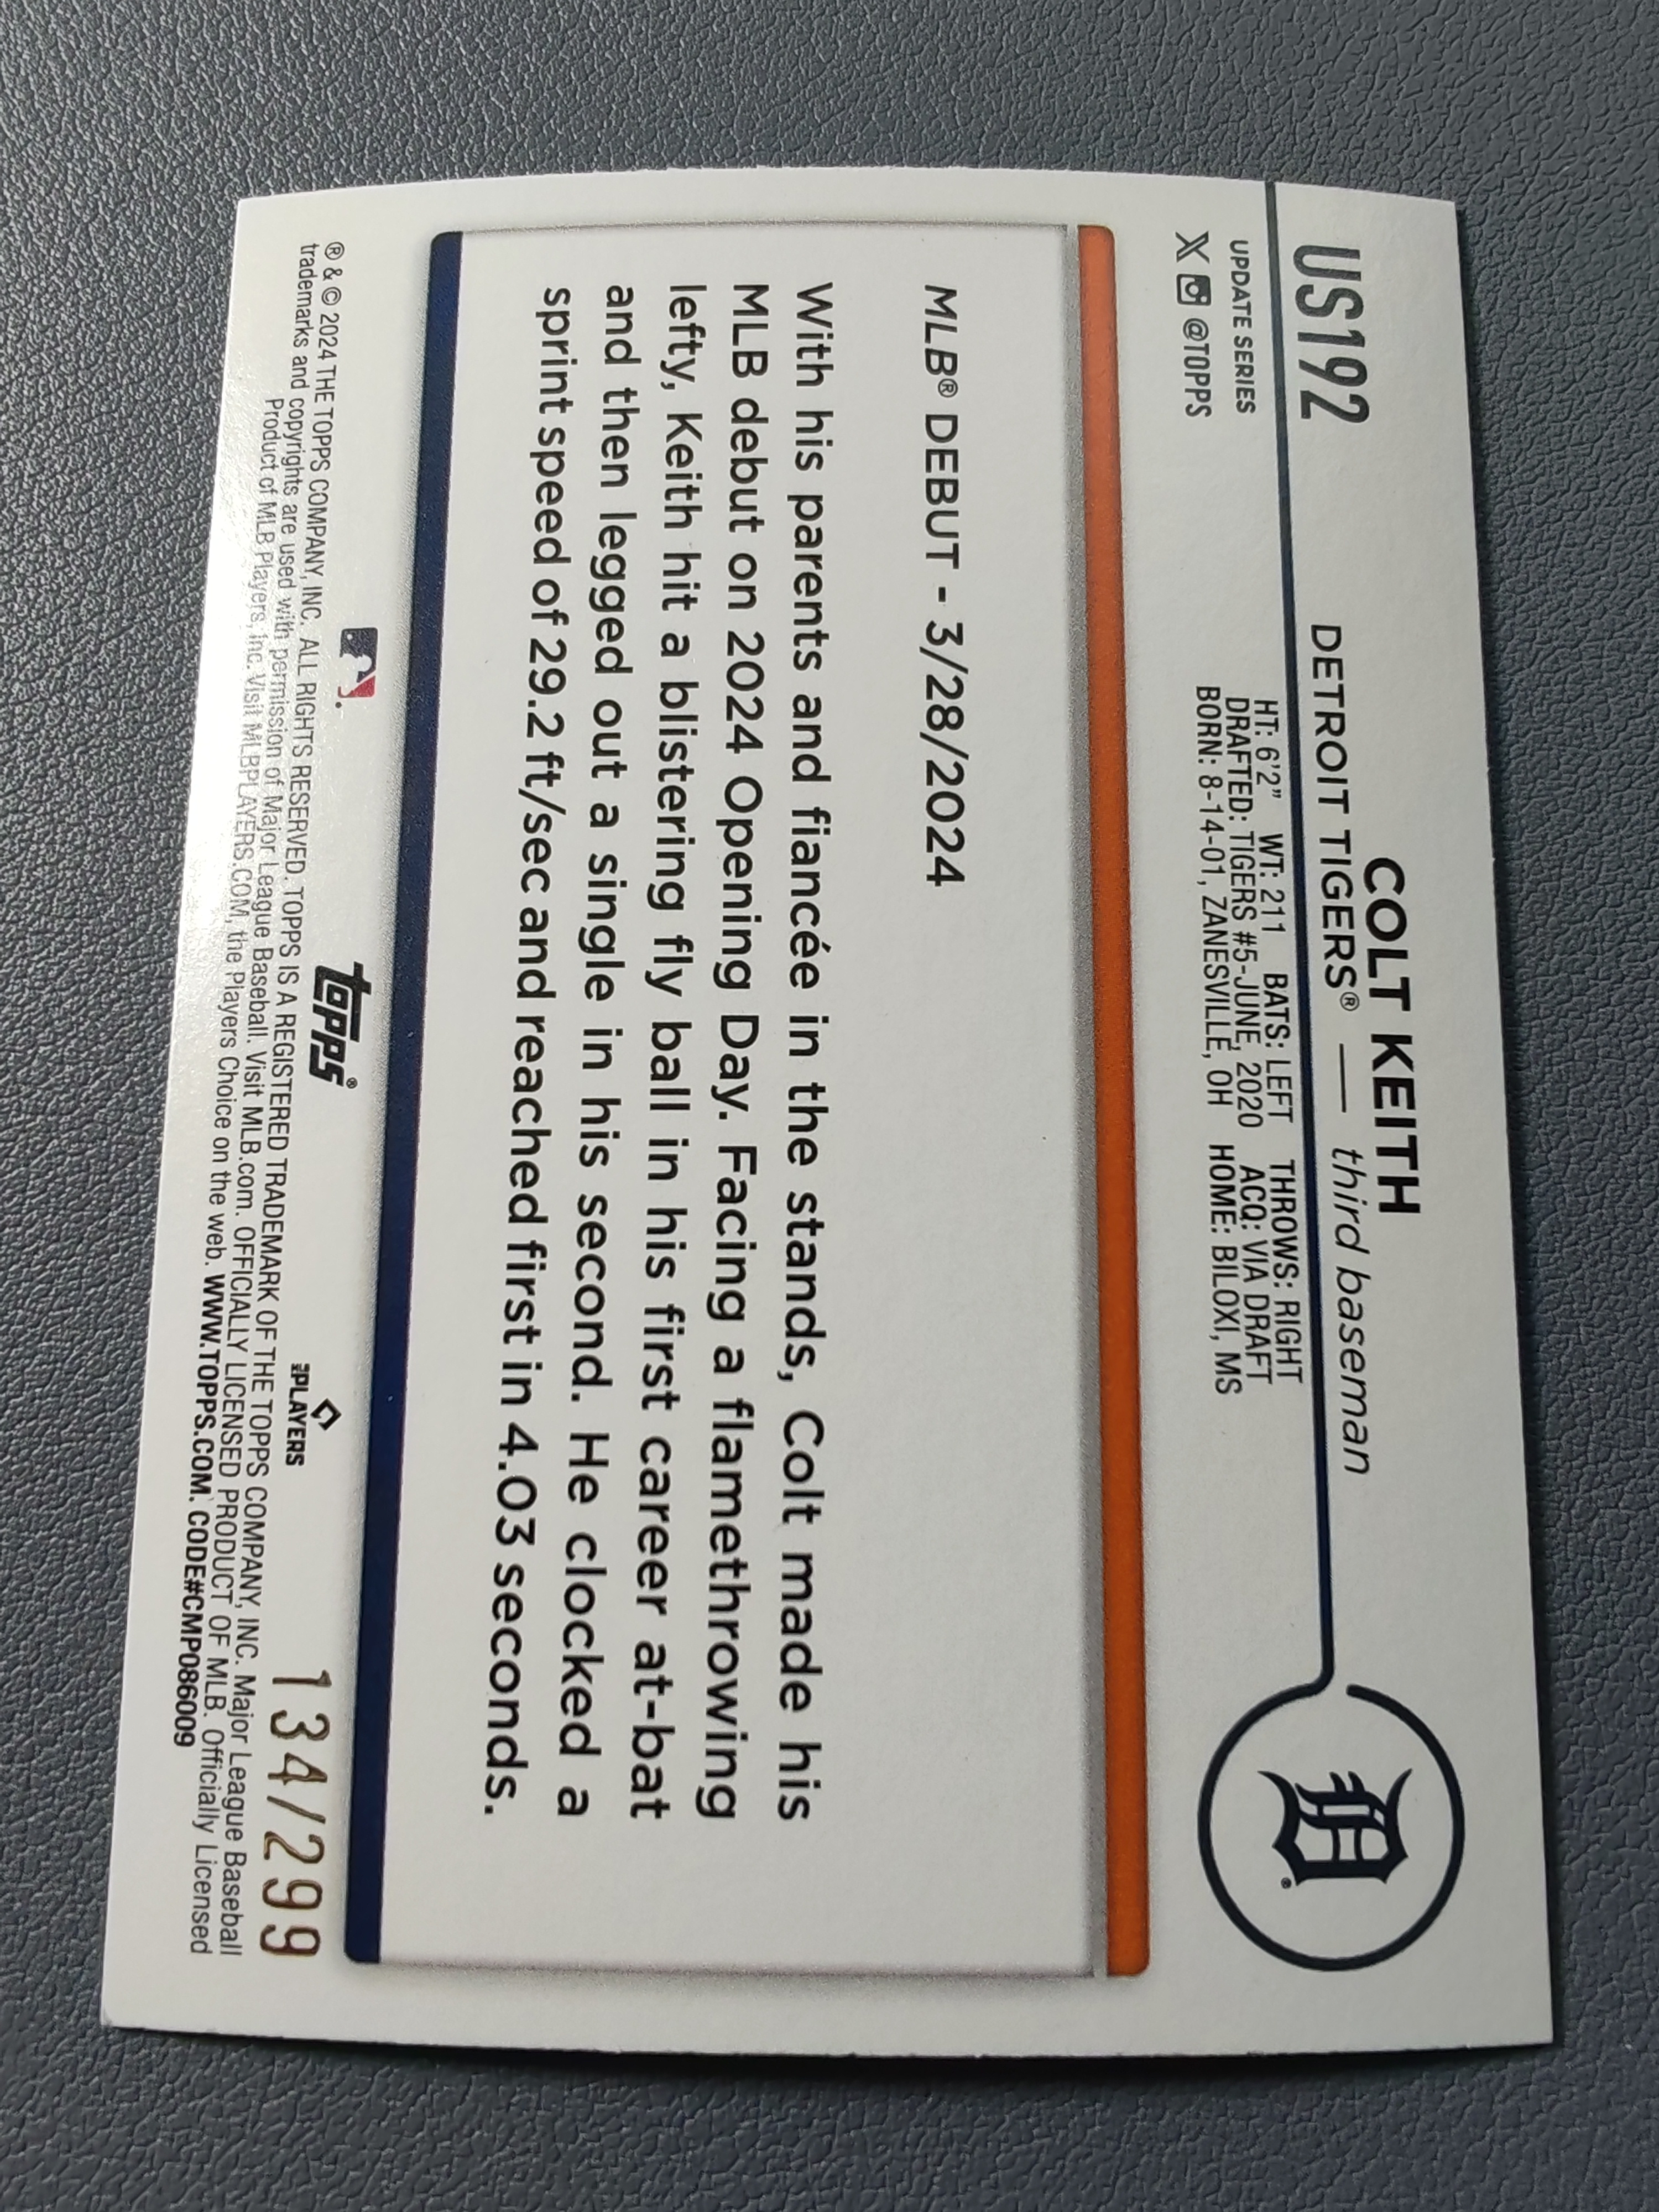 US192
COLT KEITH
DETROIT TIGERS® — third baseman
UPDATE SERIES
X @TOPPS
HT: 6'2" WT: 211 BATS: LEFT THROWS: RIGHT
DRAFTED: TIGERS #5-JUNE, 2020 ACQ: VIA DRAFT
BORN: 8-14-01, ZANESVILLE, OH HOME: BILOXI, MS
D
MLB® DEBUT - 3/28/2024
With his parents and fiancée in the stands, Colt made his
MLB debut on 2024 Opening Day. Facing a flamethrowing
lefty, Keith hit a blistering fly ball in his first career at-bat
and then legged out a single in his second. He clocked a
sprint speed of 29.2 ft/sec and reached first in 4.03 seconds.
topps®
PLAYERS
134/299
® & © 2024 THE TOPPS COMPANY, INC. ALL RIGHTS RESERVED. TOPPS IS A REGISTERED TRADEMARK OF THE TOPPS COMPANY, INC. Major League Baseball
trademarks and copyrights are used with permission of Major League Baseball. Visit MLB.com. OFFICIALLY LICENSED PRODUCT OF MLB. Officially Licensed
Product of MLB Players, Inc. Visit MLBPLAYERS.COM, the Players Choice on the web. WWW.TOPPS.COM. CODE#CMP086009